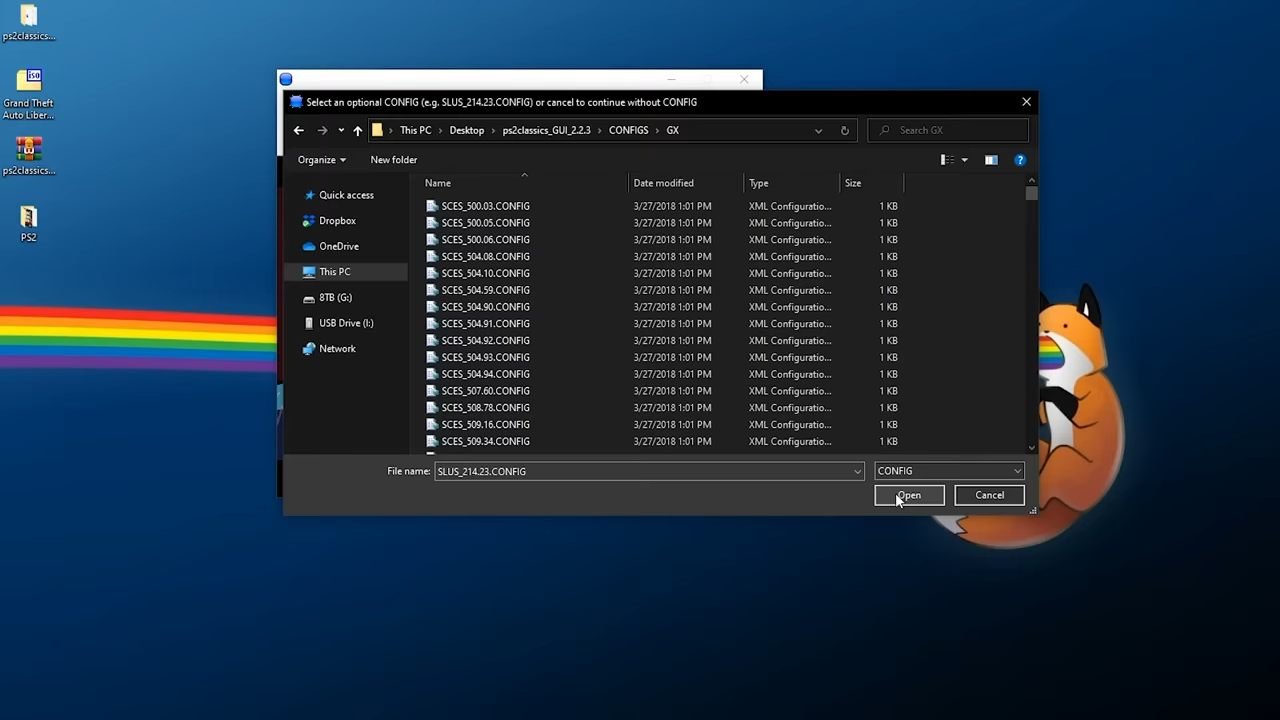 ps2classics...
iso
Grand Theft
Auto Liber...
ps2classics...
PS2
Select an optional CONFIG (e.g. SLUS_214.23.CONFIG) or cancel to continue without CONFIG
This PC > Desktop > ps2classics_GUI_2.2.3 > CONFIGS > GX
Search GX
Organize
New folder
Quick access
Dropbox
OneDrive
This PC
8TB (G:)
USB Drive (I:)
Network
Name Date modified Type Size
SCES_500.03.CONFIG 3/27/2018 1:01 PM XML Configuratio... 1 KB
SCES_500.05.CONFIG 3/27/2018 1:01 PM XML Configuratio... 1 KB
SCES_500.06.CONFIG 3/27/2018 1:01 PM XML Configuratio... 1 KB
SCES_504.08.CONFIG 3/27/2018 1:01 PM XML Configuratio... 1 KB
SCES_504.10.CONFIG 3/27/2018 1:01 PM XML Configuratio... 1 KB
SCES_504.59.CONFIG 3/27/2018 1:01 PM XML Configuratio... 1 KB
SCES_504.90.CONFIG 3/27/2018 1:01 PM XML Configuratio... 1 KB
SCES_504.91.CONFIG 3/27/2018 1:01 PM XML Configuratio... 1 KB
SCES_504.92.CONFIG 3/27/2018 1:01 PM XML Configuratio... 1 KB
SCES_504.93.CONFIG 3/27/2018 1:01 PM XML Configuratio... 1 KB
SCES_504.94.CONFIG 3/27/2018 1:01 PM XML Configuratio... 1 KB
SCES_507.60.CONFIG 3/27/2018 1:01 PM XML Configuratio... 1 KB
SCES_508.78.CONFIG 3/27/2018 1:01 PM XML Configuratio... 1 KB
SCES_509.16.CONFIG 3/27/2018 1:01 PM XML Configuratio... 1 KB
SCES_509.34.CONFIG 3/27/2018 1:01 PM XML Configuratio... 1 KB
File name: SLUS_214.23.CONFIG
CONFIG
Open
Cancel